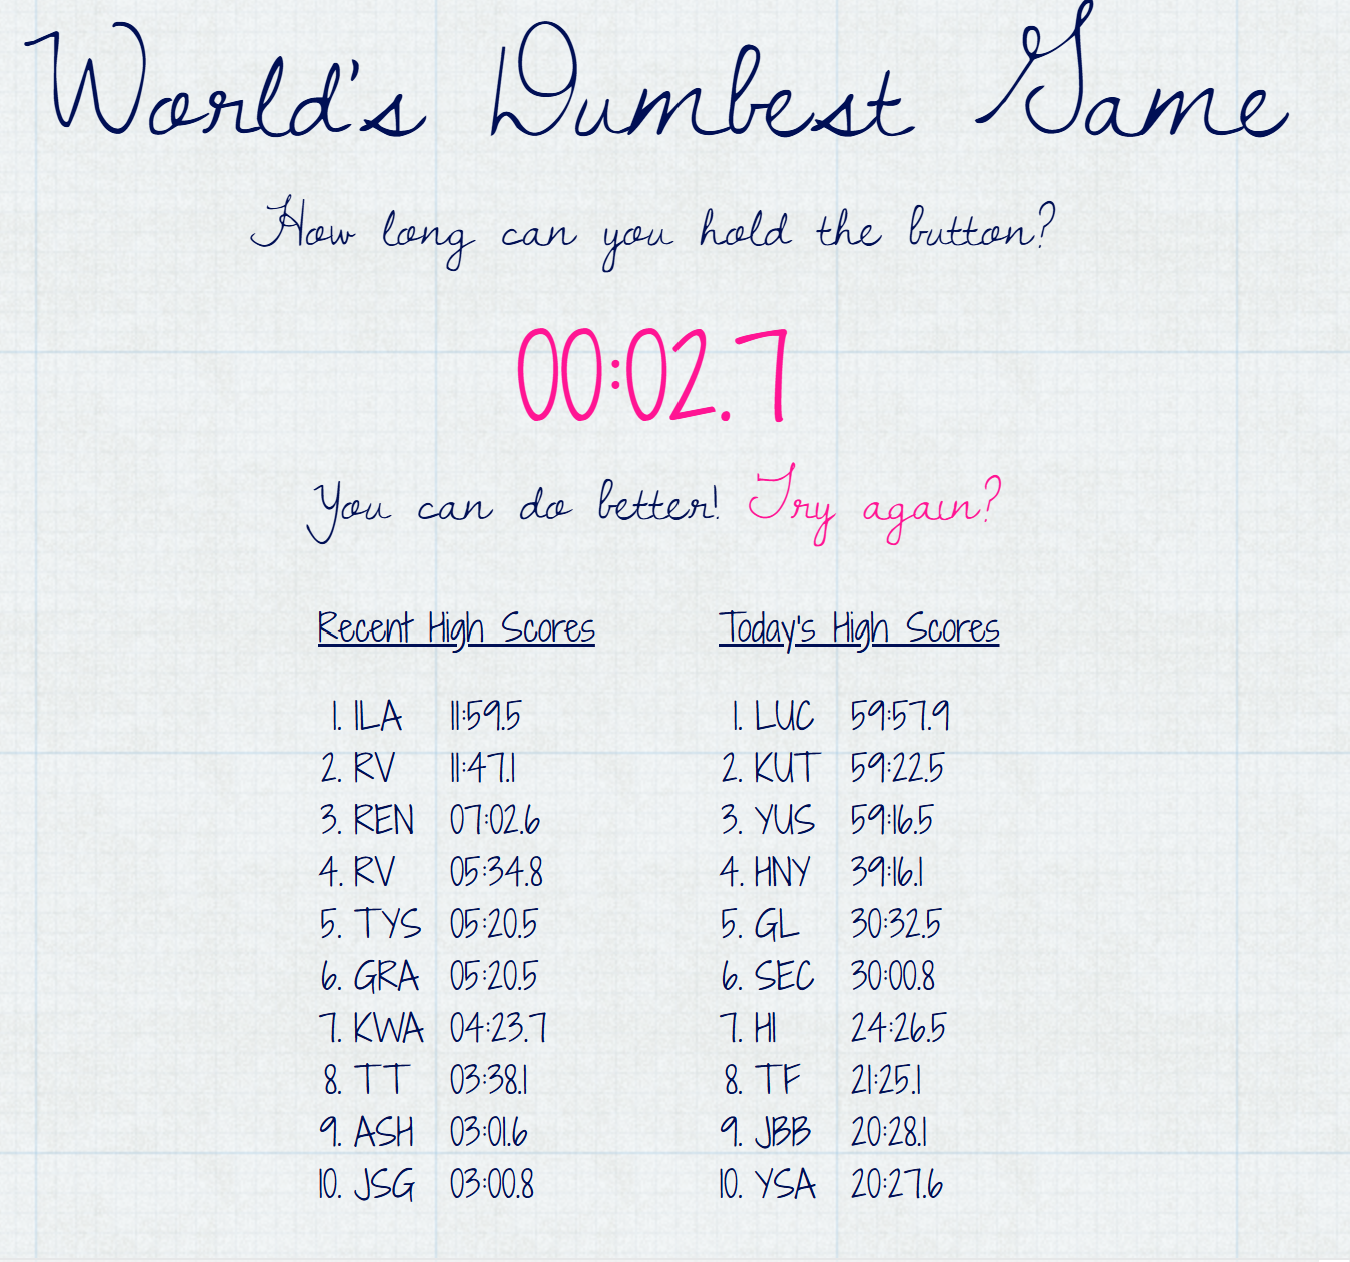 World's Dumbest Game
How long can you hold the button?
00:02.7
You can do better! Try again?
Recent High Scores
1. ILA 11:59.5
2. RV 11:47.1
3. REN 07:02.6
4. RV 05:34.8
5. TYS 05:20.5
6. GRA 05:20.5
7. KWA 04:23.7
8. TT 03:38.1
9. ASH 03:01.6
10. JSG 03:00.8
Today's High Scores
1. LUC 59:57.9
2. KUT 59:22.5
3. YUS 59:16.5
4. HNY 39:16.1
5. GL 30:32.5
6. SEC 30:00.8
7. HI 24:26.5
8. TF 21:25.1
9. JBB 20:28.1
10. YSA 20:27.6